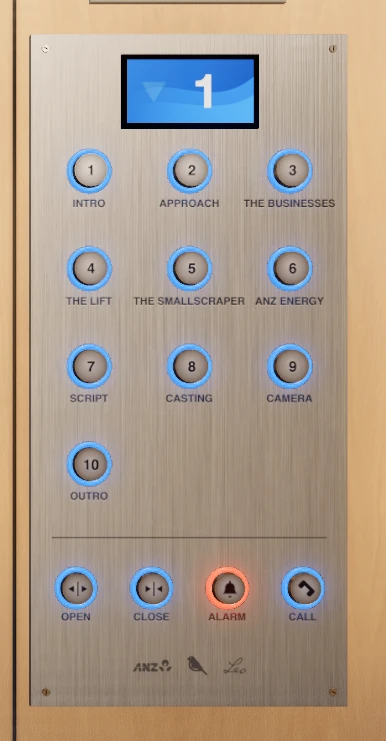 1
1 2 3
INTRO APPROACH THE BUSINESSES
4 5 6
THE LIFT THE SMALLSCRAPER ANZ ENERGY
7 8 9
SCRIPT CASTING CAMERA
10
OUTRO
OPEN CLOSE ALARM CALL
ANZ Leo